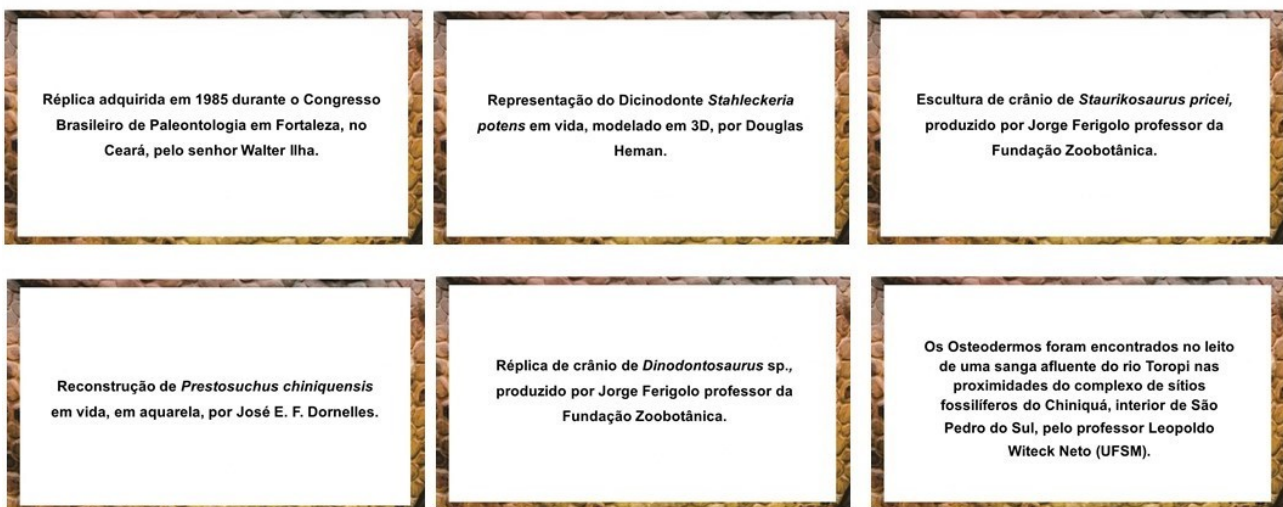 Réplica adquirida em 1985 durante o Congresso
Brasileiro de Paleontologia em Fortaleza, no
Ceará, pelo senhor Walter Ilha.
Representação do Dicinodonte Stahleckeria
potens em vida, modelado em 3D, por Douglas
Heman.
Escultura de crânio de Staurikosaurus pricei,
produzido por Jorge Ferigolo professor da
Fundação Zoobotânica.
Reconstrução de Prestosuchus chiniquensis
em vida, em aquarela, por José E. F. Dornelles.
Réplica de crânio de Dinodontosaurus sp.,
produzido por Jorge Ferigolo professor da
Fundação Zoobotânica.
Os Osteodermos foram encontrados no leito
de uma sanga afluente do rio Toropi nas
proximidades do complexo de sítios
fossilíferos do Chiniquá, interior de São
Pedro do Sul, pelo professor Leopoldo
Witeck Neto (UFSM).